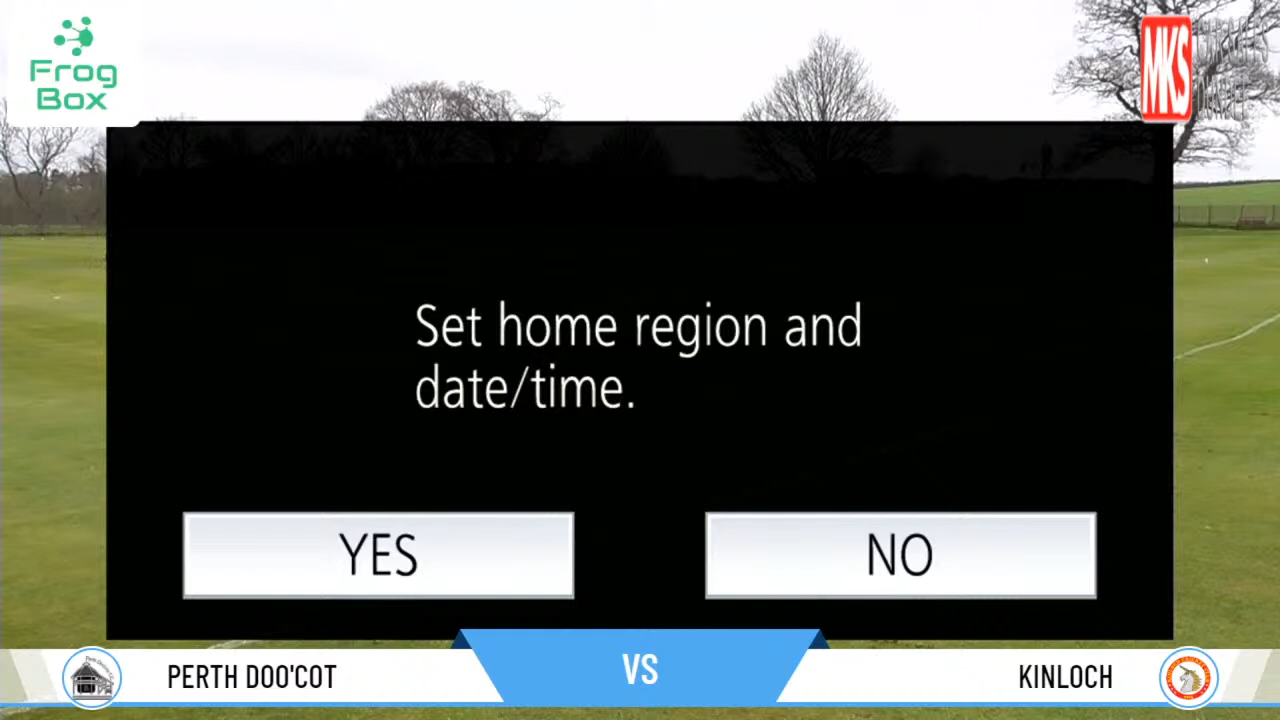 Frog
Box
MKS
Set home region and
date/time.
YES
NO
PERTH DOO'COT
VS
KINLOCH